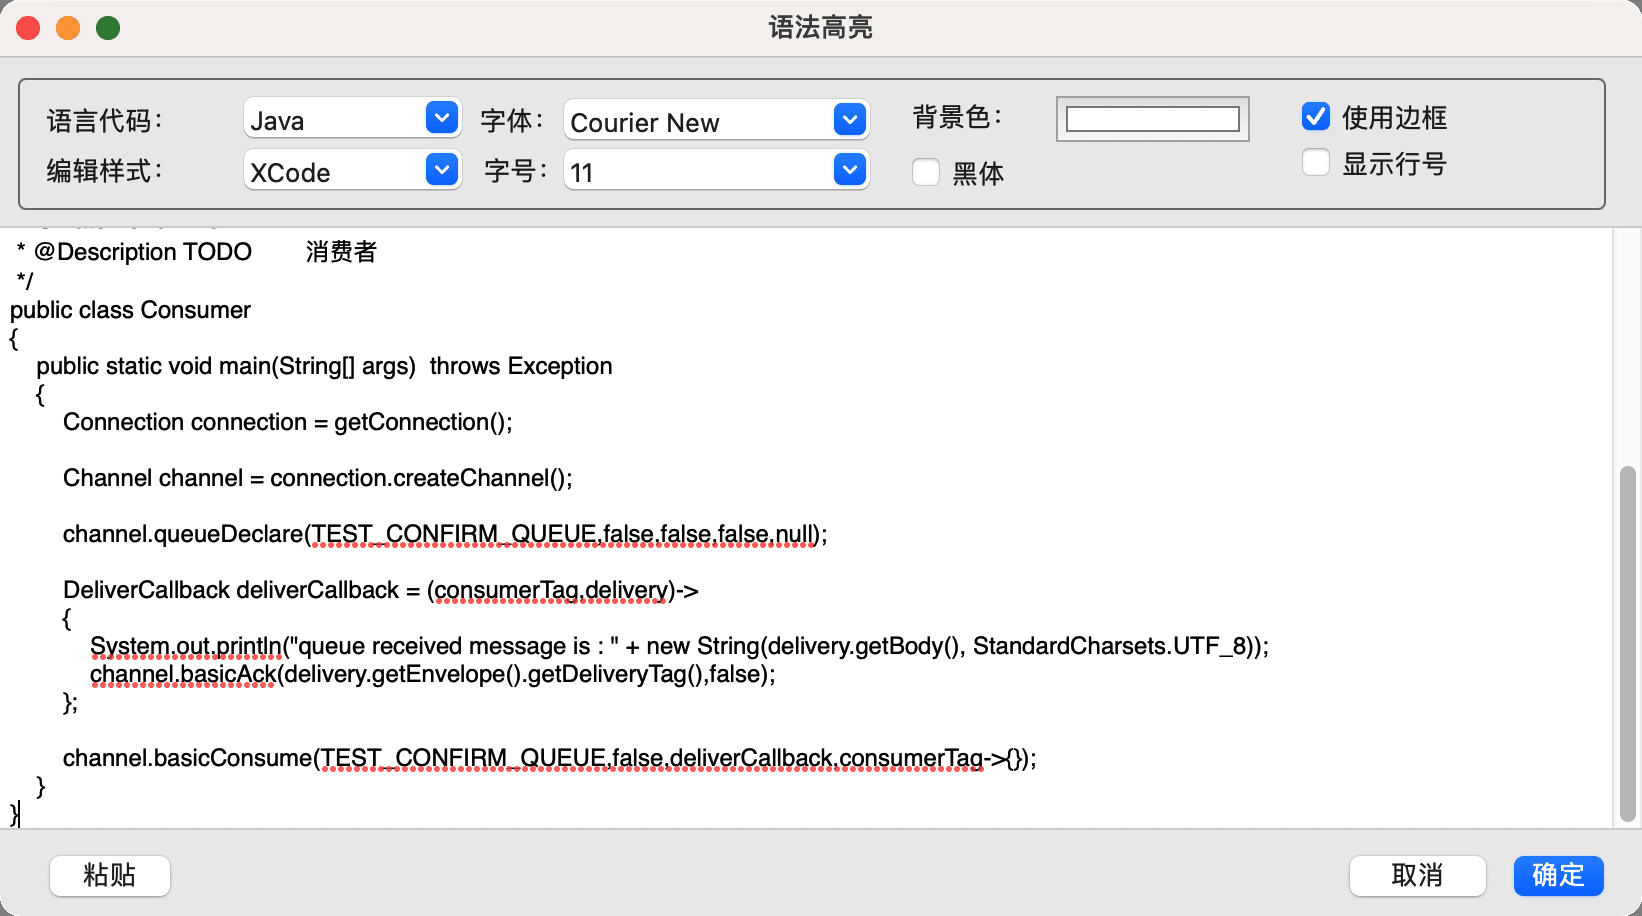 语法高亮
语言代码： Java 字体： Courier New 背景色： 使用边框
编辑样式： XCode 字号： 11 黑体 显示行号
* @Description TODO 消费者
*/
public class Consumer
{
public static void main(String[] args)  throws Exception
{
Connection connection = getConnection();
Channel channel = connection.createChannel();
channel.queueDeclare(TEST_CONFIRM_QUEUE,false,false,false,null);
DeliverCallback deliverCallback = (consumerTag,delivery)->
{
System.out.println("queue received message is : " + new String(delivery.getBody(), StandardCharsets.UTF_8));
channel.basicAck(delivery.getEnvelope().getDeliveryTag(),false);
};
channel.basicConsume(TEST_CONFIRM_QUEUE,false,deliverCallback,consumerTag->{});
}
}
粘贴 取消 确定